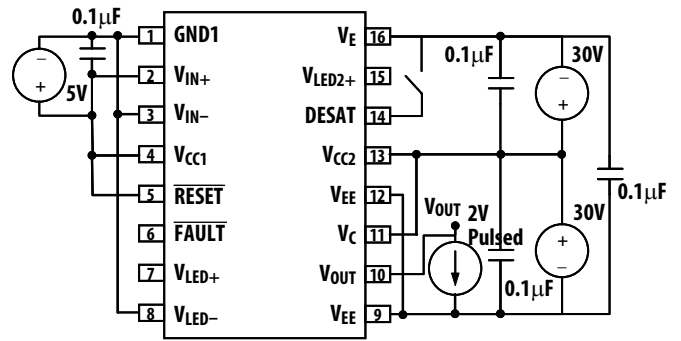 0.1μF
1 GND1
5V
2 VIN+
3 VIN–
4 VCC1
5 RESET
6 FAULT
7 VLED+
8 VLED–
VE 16
VLED2+ 15
DESAT 14
VCC2 13
VEE 12
VC 11
VOUT 10
VEE 9
0.1μF
30V
–
+
–
+
0.1μF
30V
+
–
VOUT 2V
Pulsed
0.1μF